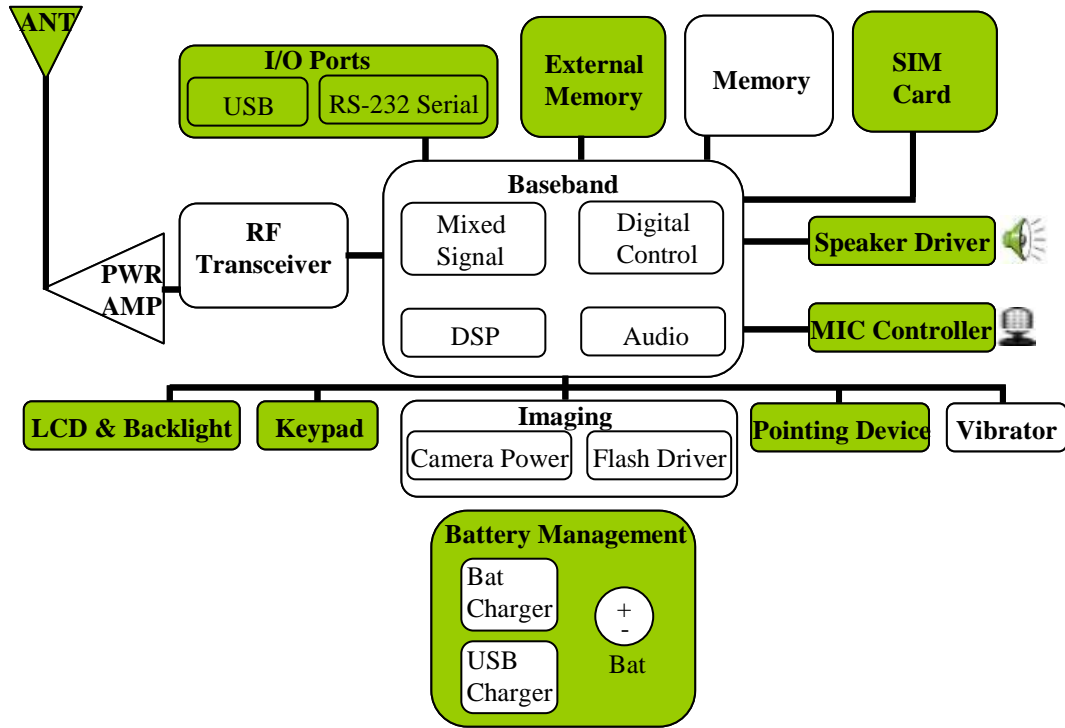 ANT
I/O Ports
USB
RS-232 Serial
External
Memory
Memory
SIM
Card
Baseband
Mixed
Signal
Digital
Control
DSP
Audio
RF
Transceiver
PWR
AMP
Speaker Driver
MIC Controller
LCD & Backlight
Keypad
Imaging
Camera Power
Flash Driver
Pointing Device
Vibrator
Battery Management
Bat
Charger
USB
Charger
+
-
Bat